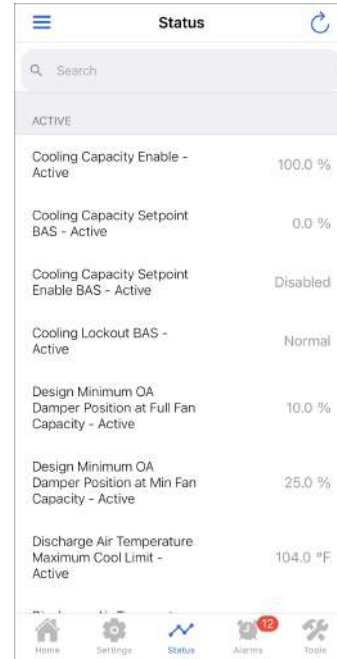 Status
Search
ACTIVE
Cooling Capacity Enable -
Active
100.0 %
Cooling Capacity Setpoint
BAS - Active
0.0 %
Cooling Capacity Setpoint
Enable BAS - Active
Disabled
Cooling Lockout BAS -
Active
Normal
Design Minimum OA
Damper Position at Full Fan
Capacity - Active
10.0 %
Design Minimum OA
Damper Position at Min Fan
Capacity - Active
25.0 %
Discharge Air Temperature
Maximum Cool Limit -
Active
104.0 °F
12
Home
Settings
Status
Alarms
Tools